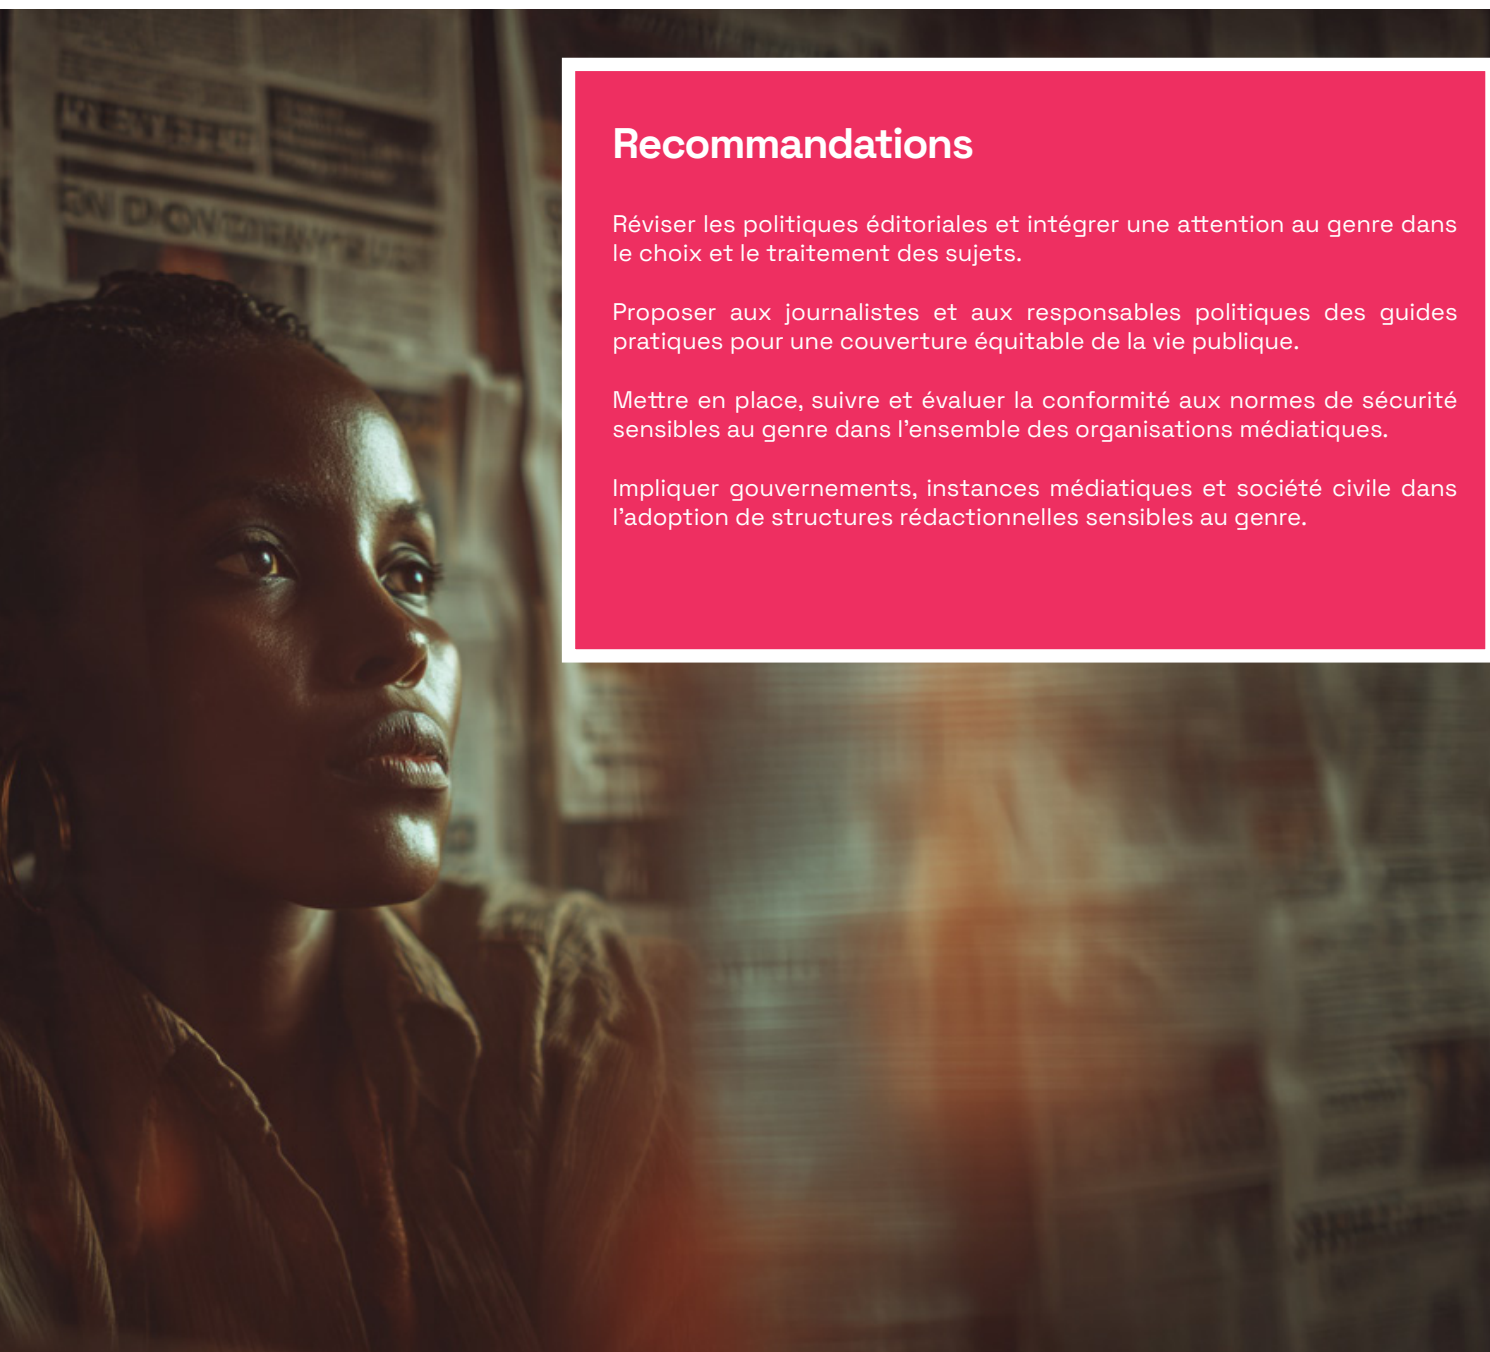 Recommandations
Réviser les politiques éditoriales et intégrer une attention au genre dans
le choix et le traitement des sujets.
Proposer aux journalistes et aux responsables politiques des guides
pratiques pour une couverture équitable de la vie publique.
Mettre en place, suivre et évaluer la conformité aux normes de sécurité
sensibles au genre dans l’ensemble des organisations médiatiques.
Impliquer gouvernements, instances médiatiques et société civile dans
l’adoption de structures rédactionnelles sensibles au genre.